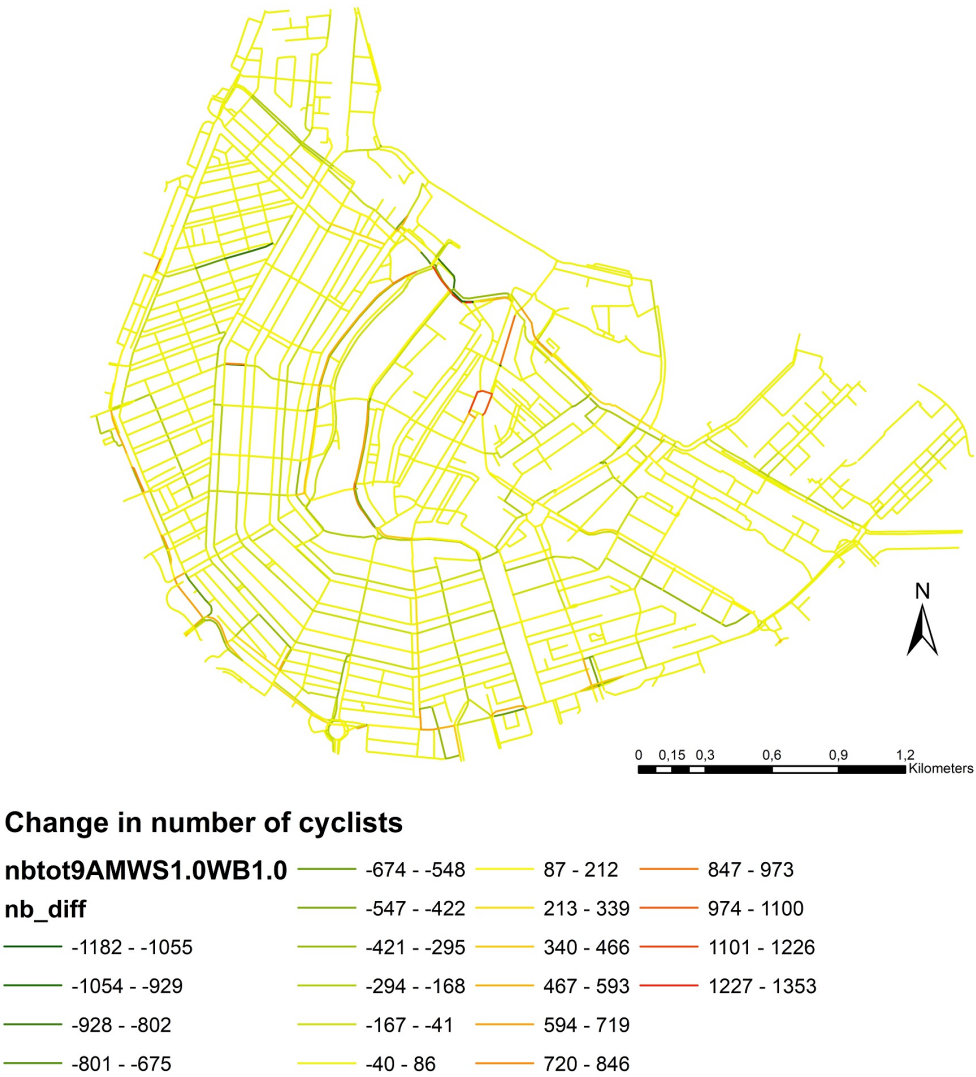 N
0 0,15 0,3 0,6 0,9 1,2
Kilometers
Change in number of cyclists
nbtot9AMWS1.0WB1.0
nb_diff
-1182 - -1055
-1054 - -929
-928 - -802
-801 - -675
-674 - -548
-547 - -422
-421 - -295
-294 - -168
-167 - -41
-40 - 86
87 - 212
213 - 339
340 - 466
467 - 593
594 - 719
720 - 846
847 - 973
974 - 1100
1101 - 1226
1227 - 1353